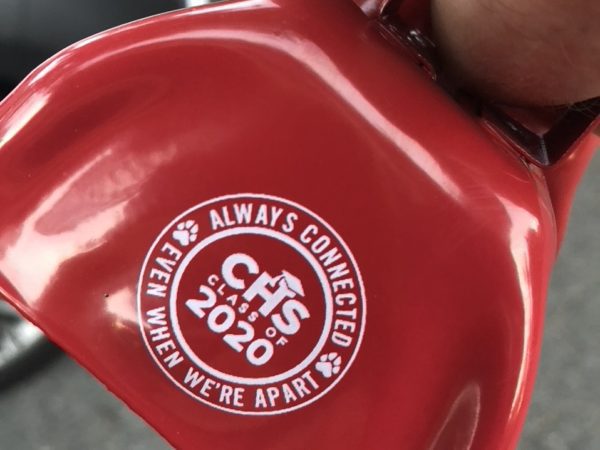 ALWAYS CONNECTED
EVEN WHEN WE'RE APART
CHS
CLASS OF
2020